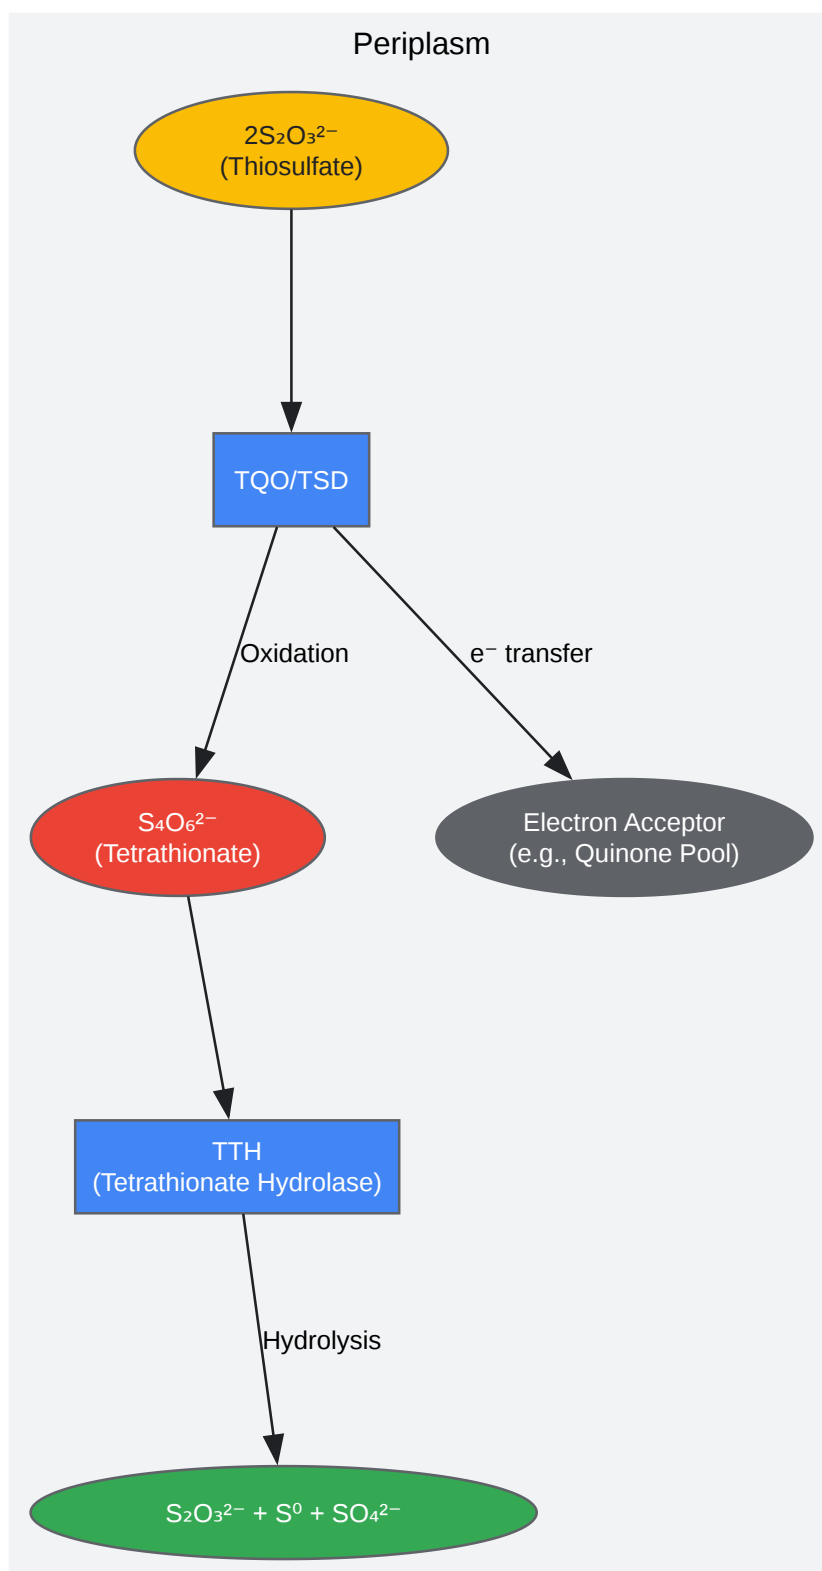 Periplasm
2S₂O₃²⁻
(Thiosulfate)
TQO/TSD
Oxidation
e⁻ transfer
S₄O₆²⁻
(Tetrathionate)
Electron Acceptor
(e.g., Quinone Pool)
TTH
(Tetrathionate Hydrolase)
Hydrolysis
S₂O₃²⁻ + S⁰ + SO₄²⁻